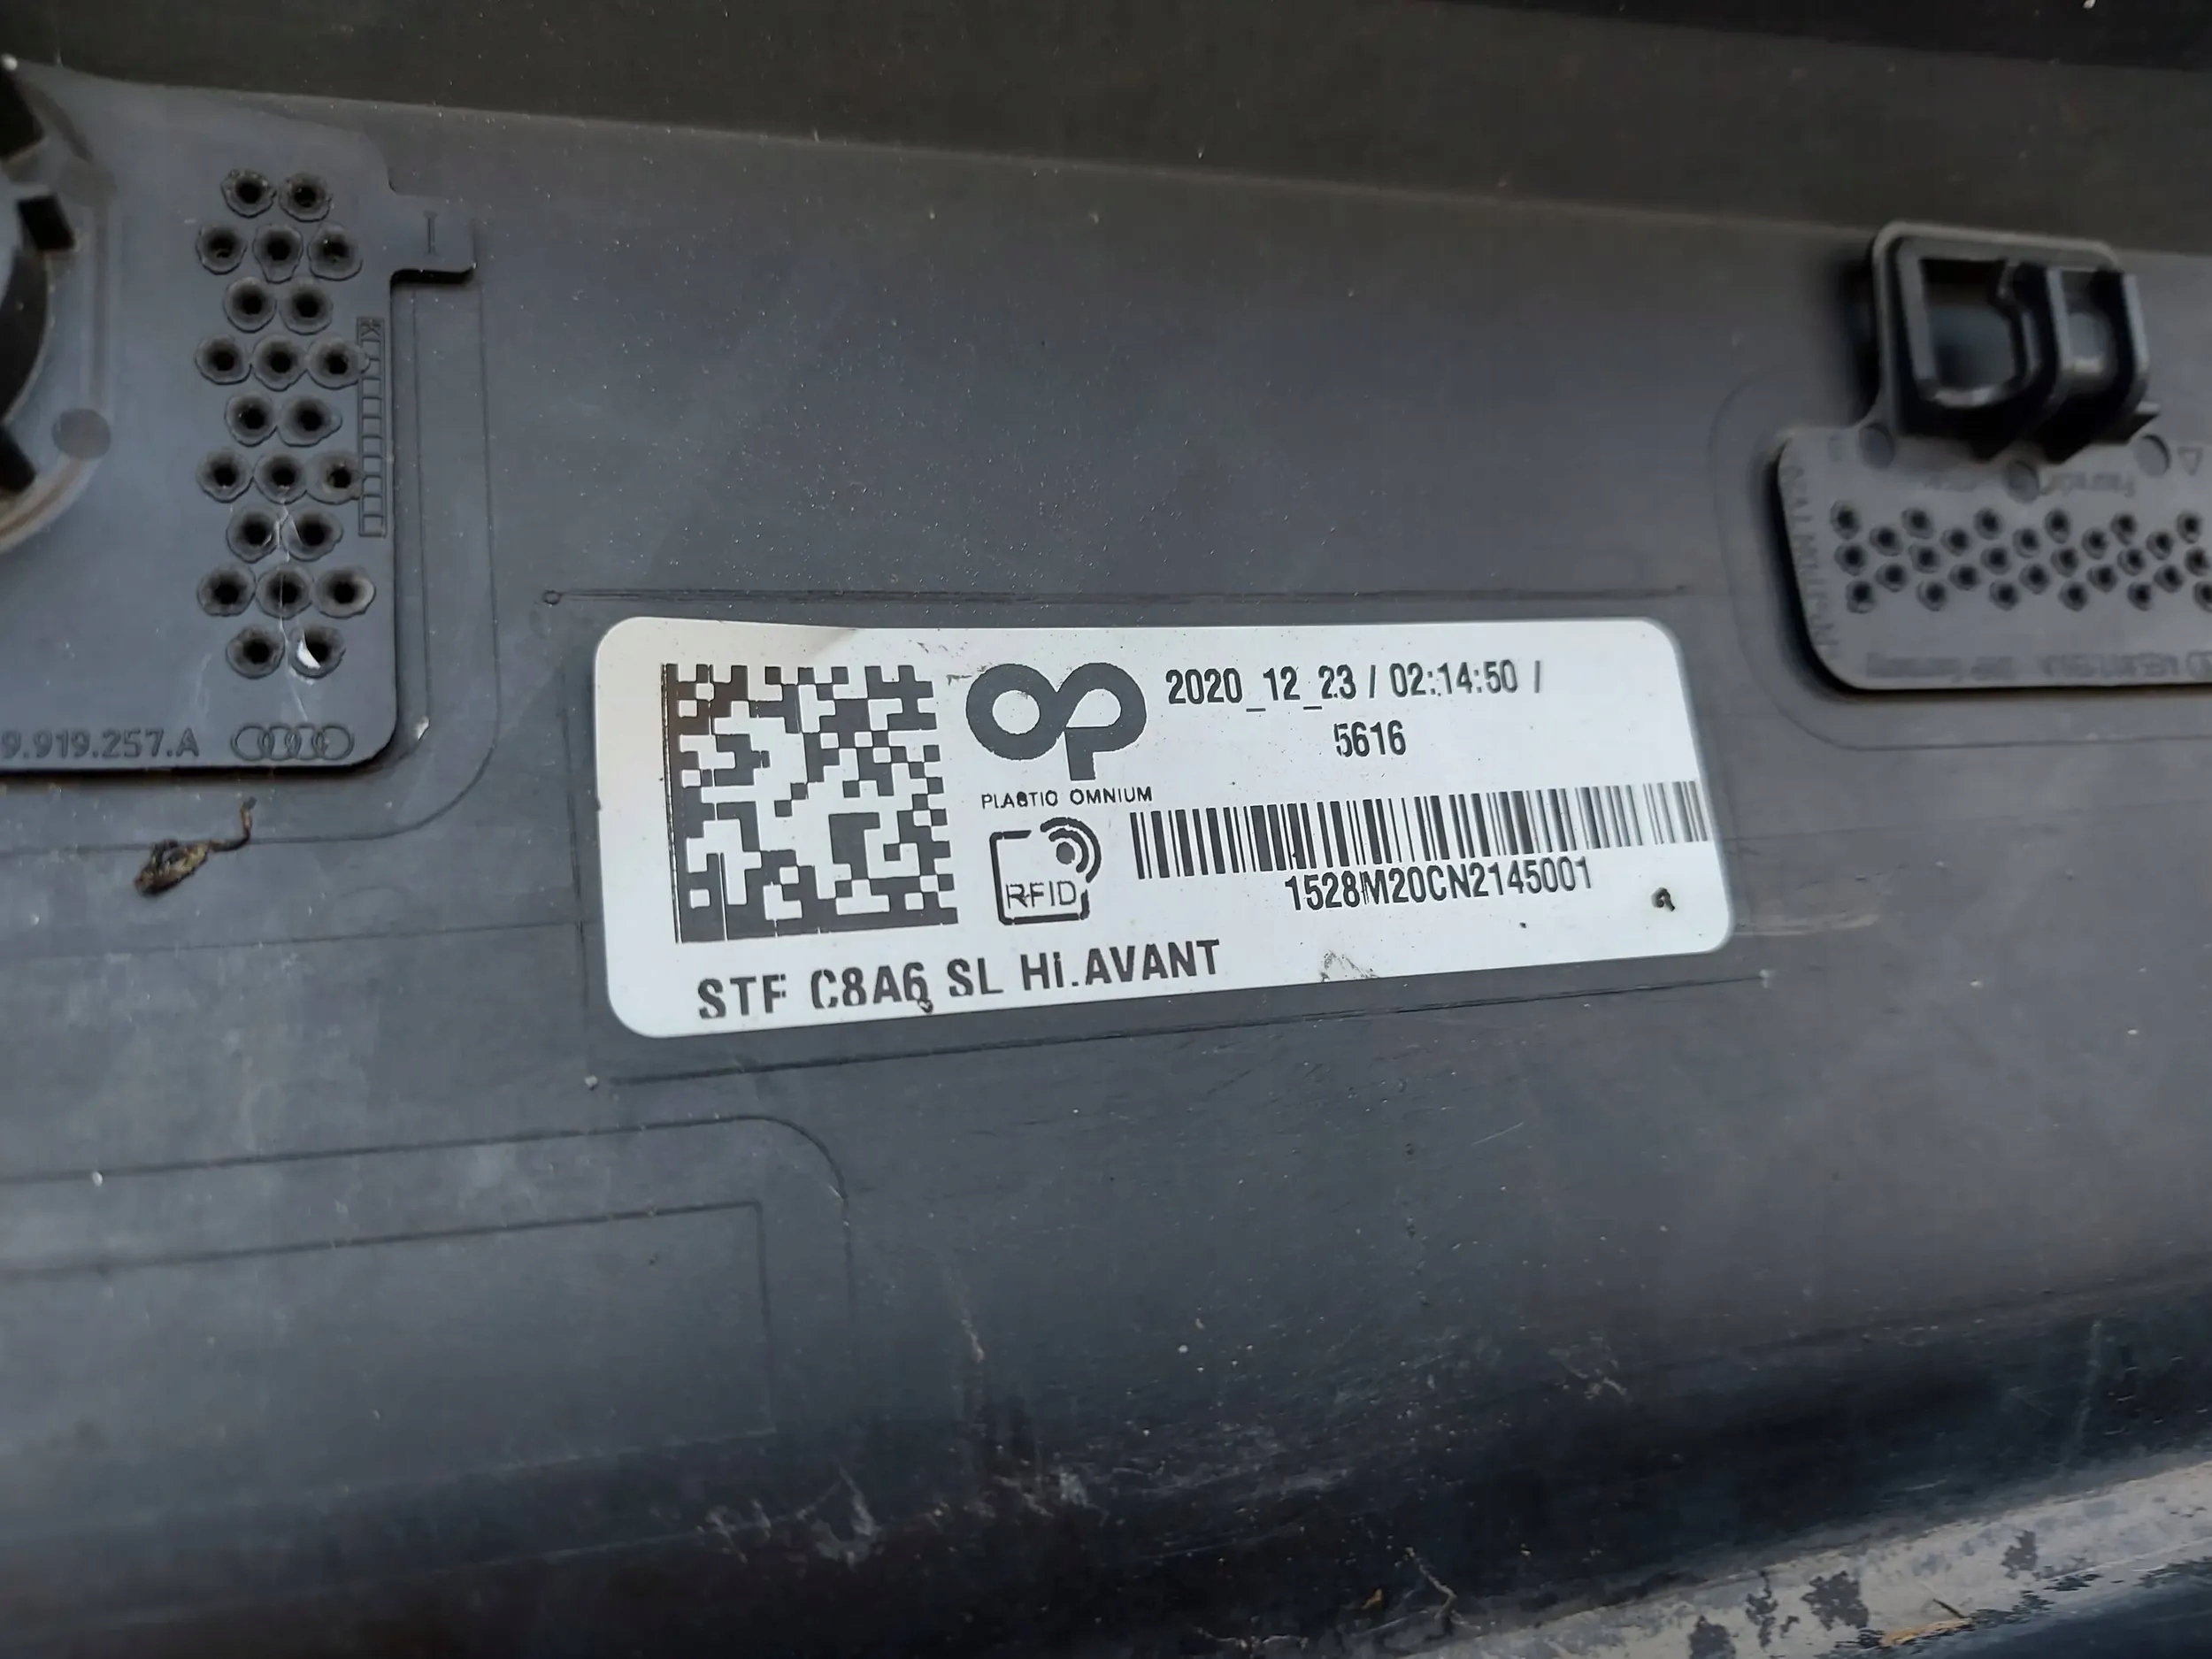 I
9.919.257.A
2020_12_23 / 02:14:50 /
5616
PLASTIC OMNIUM
RFID
1528M20CN2145001
STF C8A6 SL Hi.AVANT